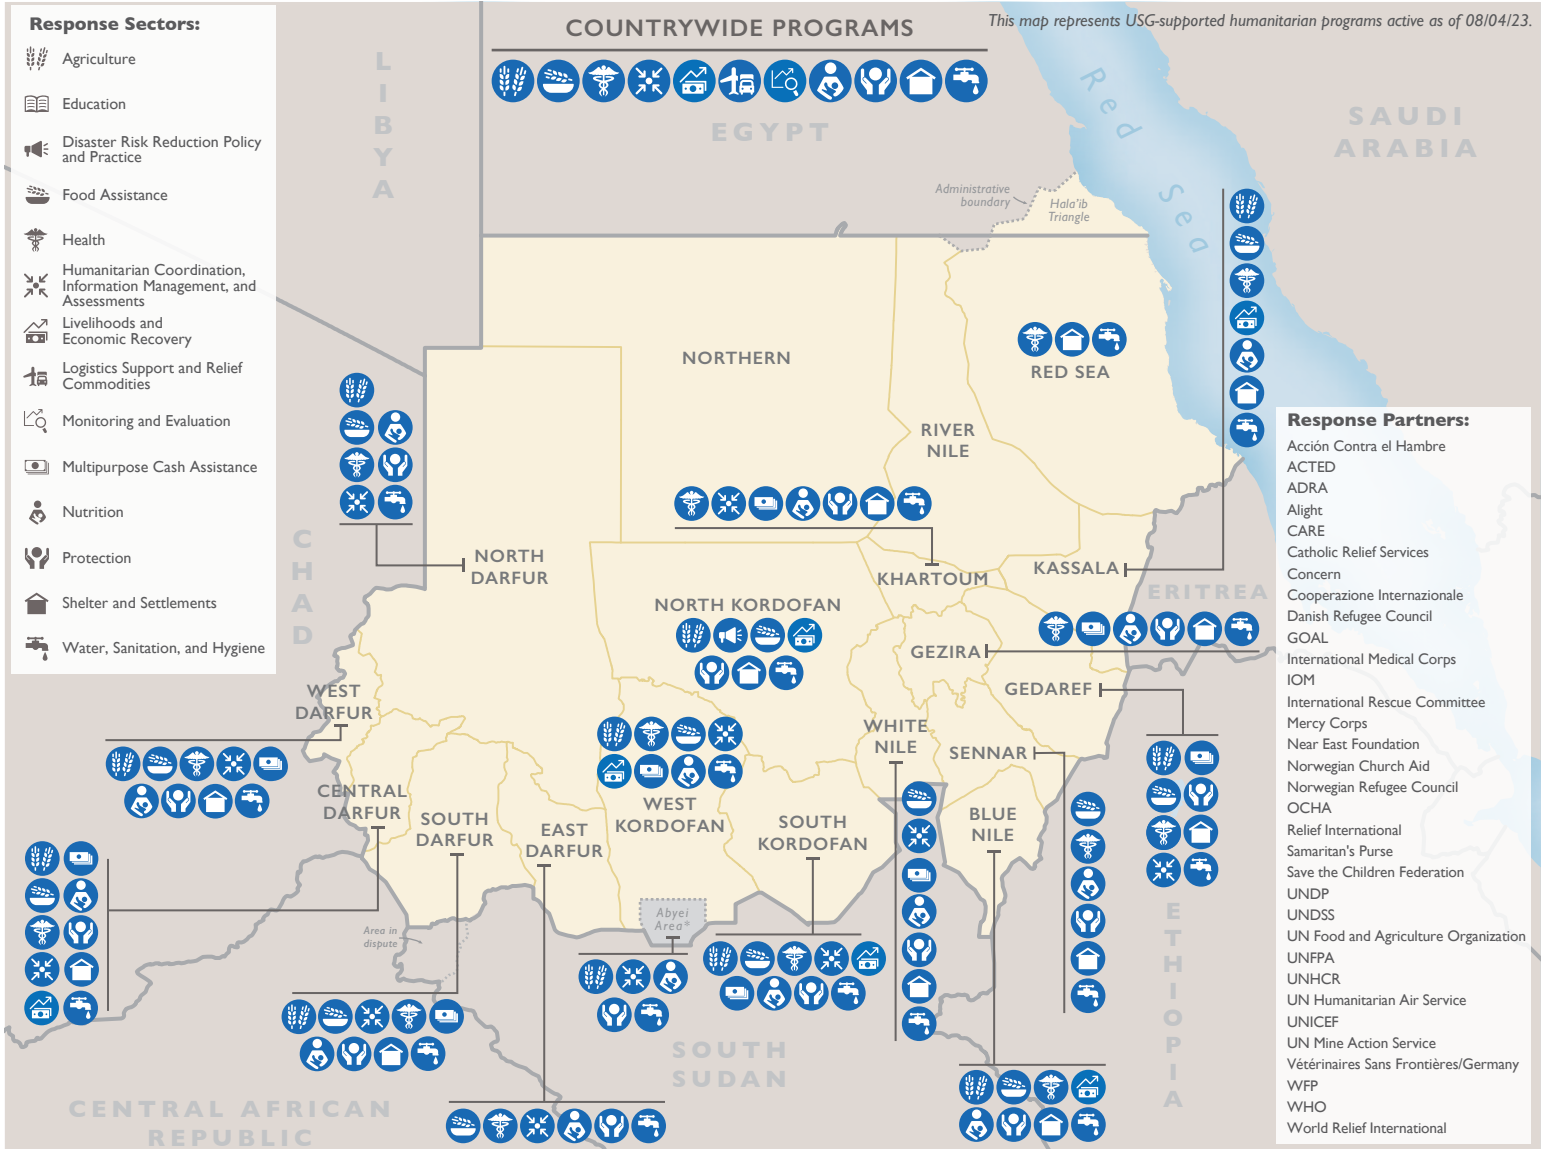 Response Sectors:
Agriculture
Education
Disaster Risk Reduction Policy
and Practice
Food Assistance
Health
Humanitarian Coordination,
Information Management, and
Assessments
Livelihoods and
Economic Recovery
Logistics Support and Relief
Commodities
Monitoring and Evaluation
Multipurpose Cash Assistance
Nutrition
Protection
Shelter and Settlements
Water, Sanitation, and Hygiene
COUNTRYWIDE PROGRAMS
This map represents USG-supported humanitarian programs active as of 08/04/23.
LIBYA
EGYPT
Red Sea
SAUDI
ARABIA
Administrative
boundary
Hala'ib
Triangle
NORTHERN
RED SEA
RIVER
NILE
CHAD
NORTH
DARFUR
KHARTOUM
KASSALA
ERITREA
NORTH KORDOFAN
GEZIRA
GEDAREF
WEST
DARFUR
WHITE
NILE
SENNAR
CENTRAL
DARFUR
SOUTH
DARFUR
EAST
DARFUR
WEST
KORDOFAN
SOUTH
KORDOFAN
BLUE
NILE
Abyei
Area*
Area in
dispute
ETHIOPIA
SOUTH
SUDAN
CENTRAL AFRICAN
REPUBLIC
Response Partners:
Acción Contra el Hambre
ACTED
ADRA
Alight
CARE
Catholic Relief Services
Concern
Cooperazione Internazionale
Danish Refugee Council
GOAL
International Medical Corps
IOM
International Rescue Committee
Mercy Corps
Near East Foundation
Norwegian Church Aid
Norwegian Refugee Council
OCHA
Relief International
Samaritan's Purse
Save the Children Federation
UNDP
UNDSS
UN Food and Agriculture Organization
UNFPA
UNHCR
UN Humanitarian Air Service
UNICEF
UN Mine Action Service
Vétérinaires Sans Frontières/Germany
WFP
WHO
World Relief International